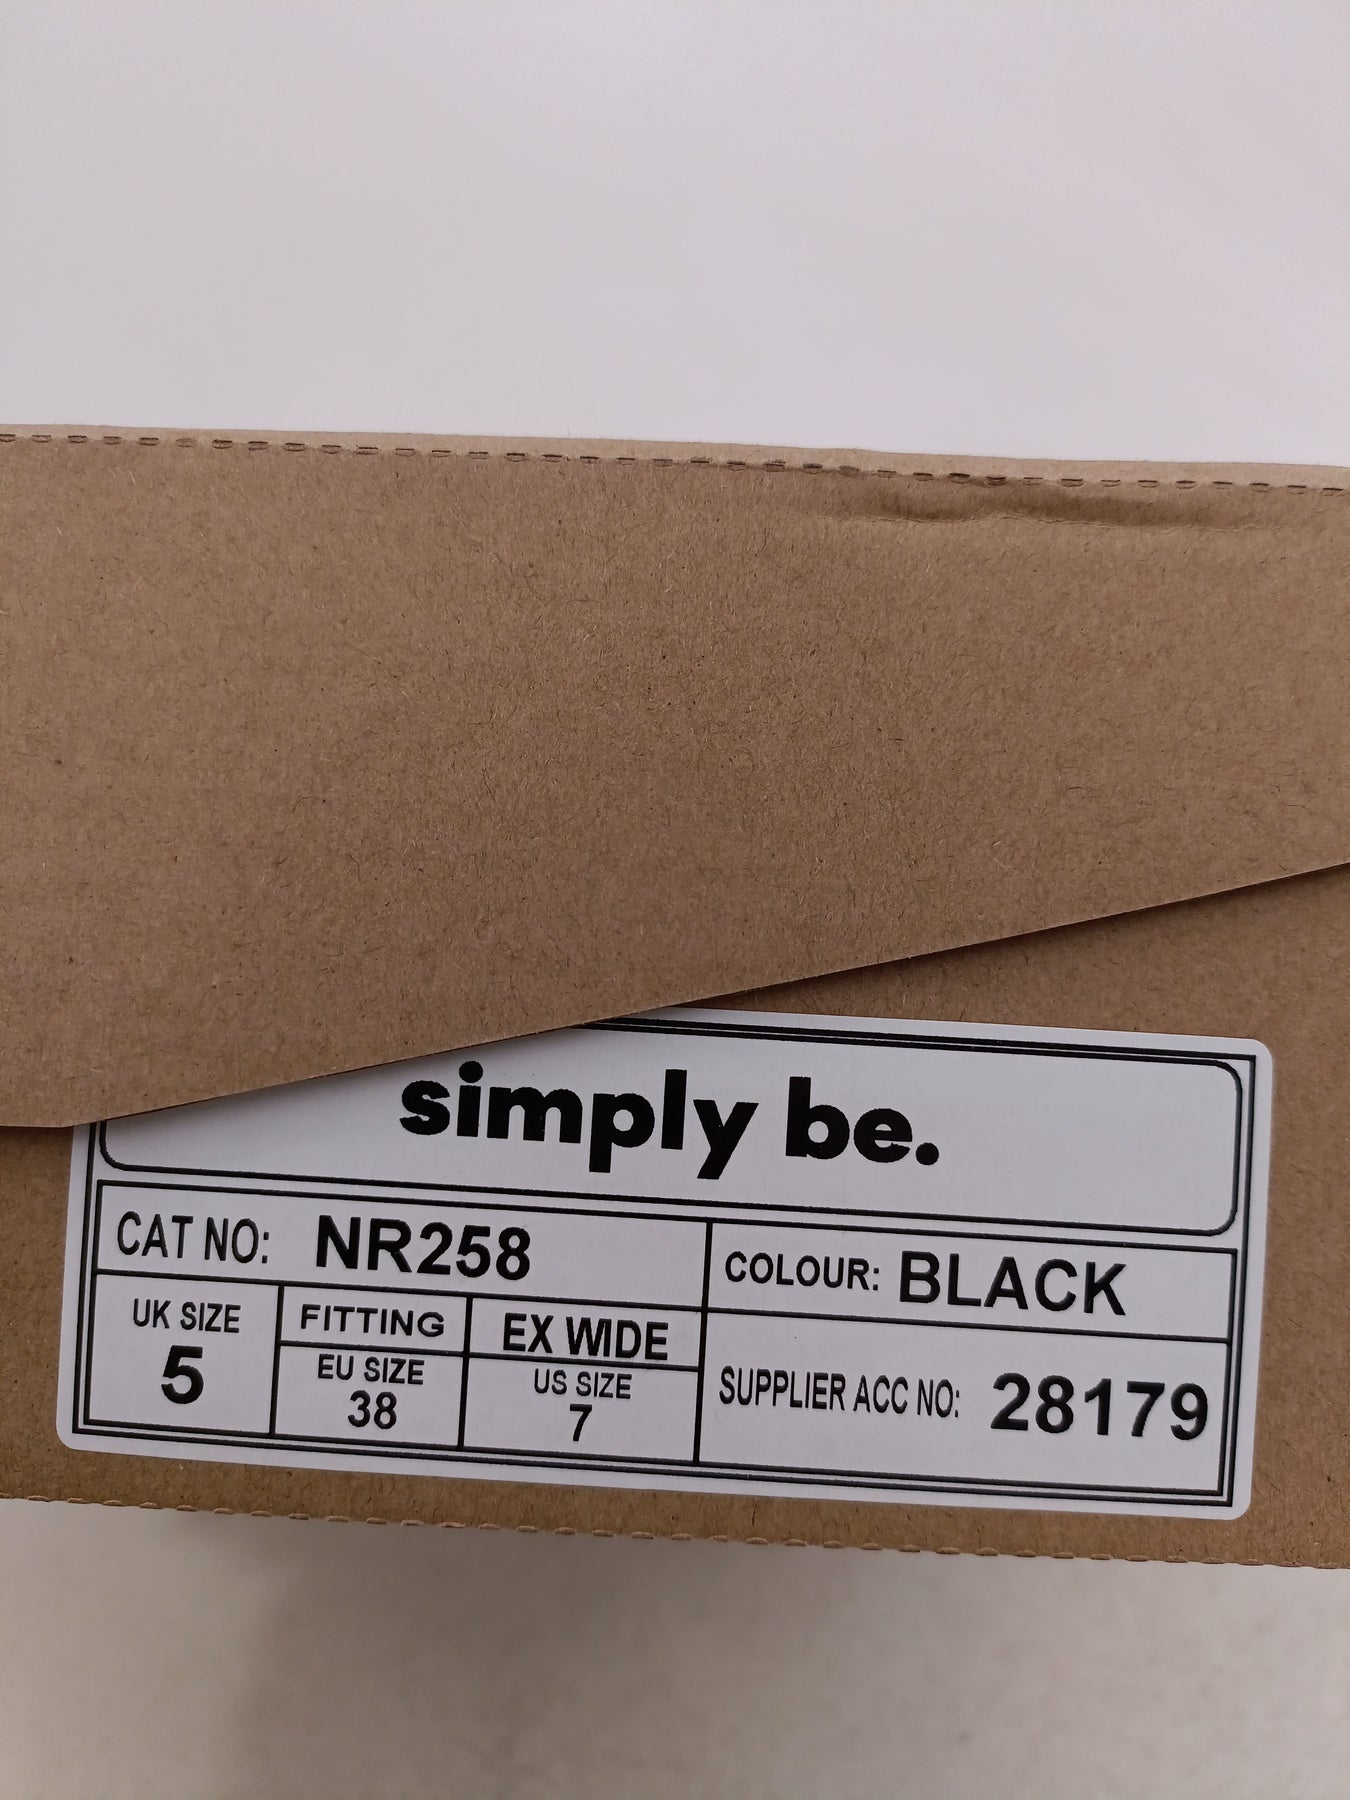 simply be.
CAT NO: NR258
COLOUR: BLACK
UK SIZE
5
FITTING
EX WIDE
EU SIZE
38
US SIZE
7
SUPPLIER ACC NO: 28179